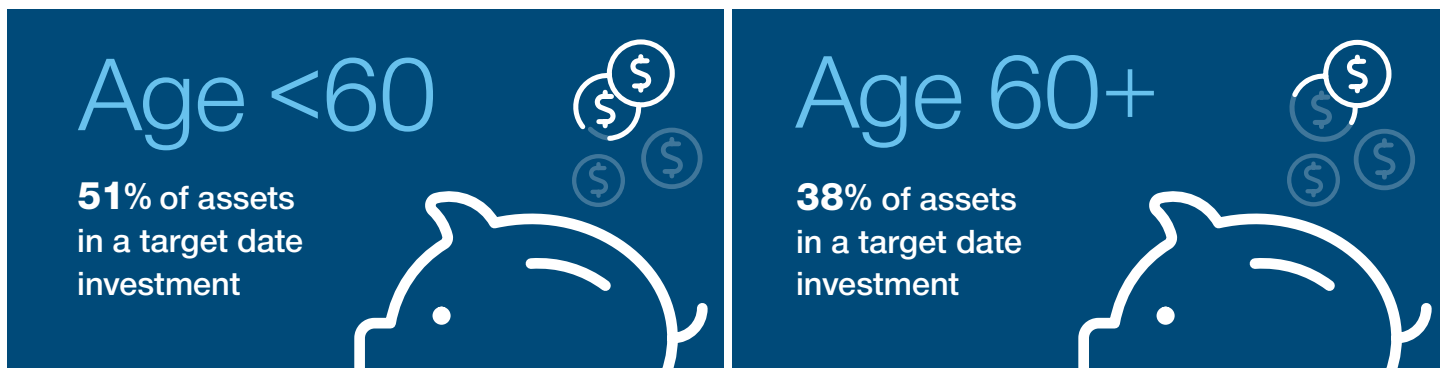 Age <60
51% of assets
in a target date
investment
$
$
$
$
Age 60+
38% of assets
in a target date
investment
$
$
$
$